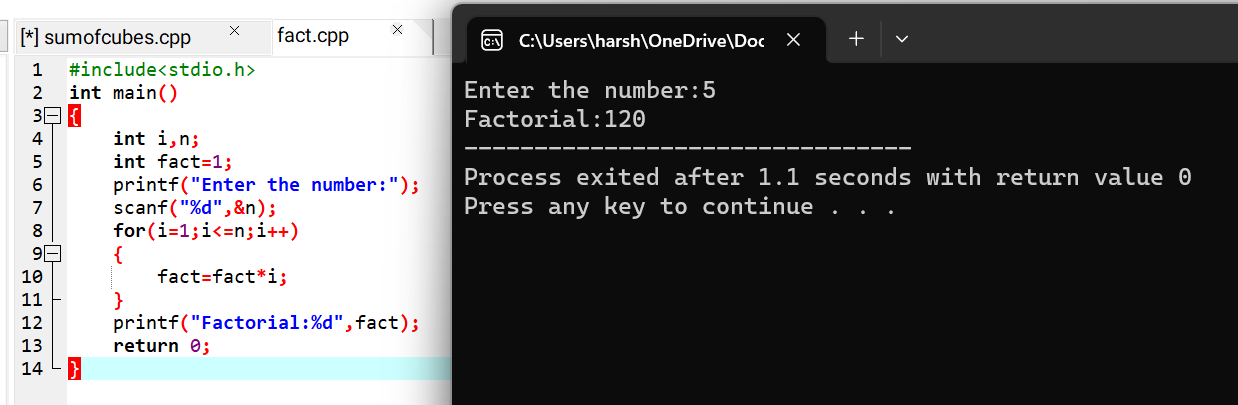 [*] sumofcubes.cpp
fact.cpp
1 #include<stdio.h>
2 int main()
3 {
4 int i,n;
5 int fact=1;
6 printf("Enter the number:");
7 scanf("%d",&n);
8 for(i=1;i<=n;i++)
9 {
10 fact=fact*i;
11 }
12 printf("Factorial:%d",fact);
13 return 0;
14 }
C:\Users\harsh\OneDrive\Doc
Enter the number:5
Factorial:120
--------------------------------
Process exited after 1.1 seconds with return value 0
Press any key to continue . . .